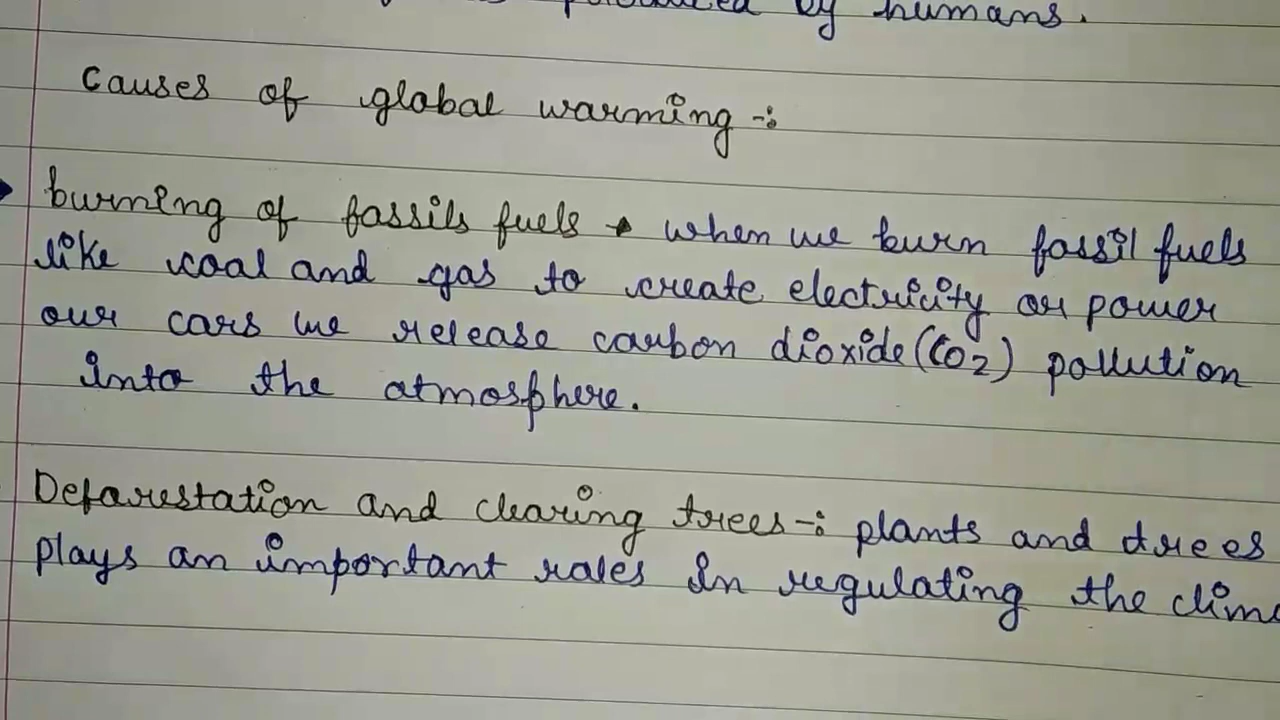 by humans.
Causes of global warming -:
burning of fossils fuels → when we burn fossil fuels
like coal and gas to create electricity or power
our cars we release carbon dioxide (CO2) pollution
into the atmosphere.
Deforestation and clearing trees -: plants and trees
plays an important roles in regulating the